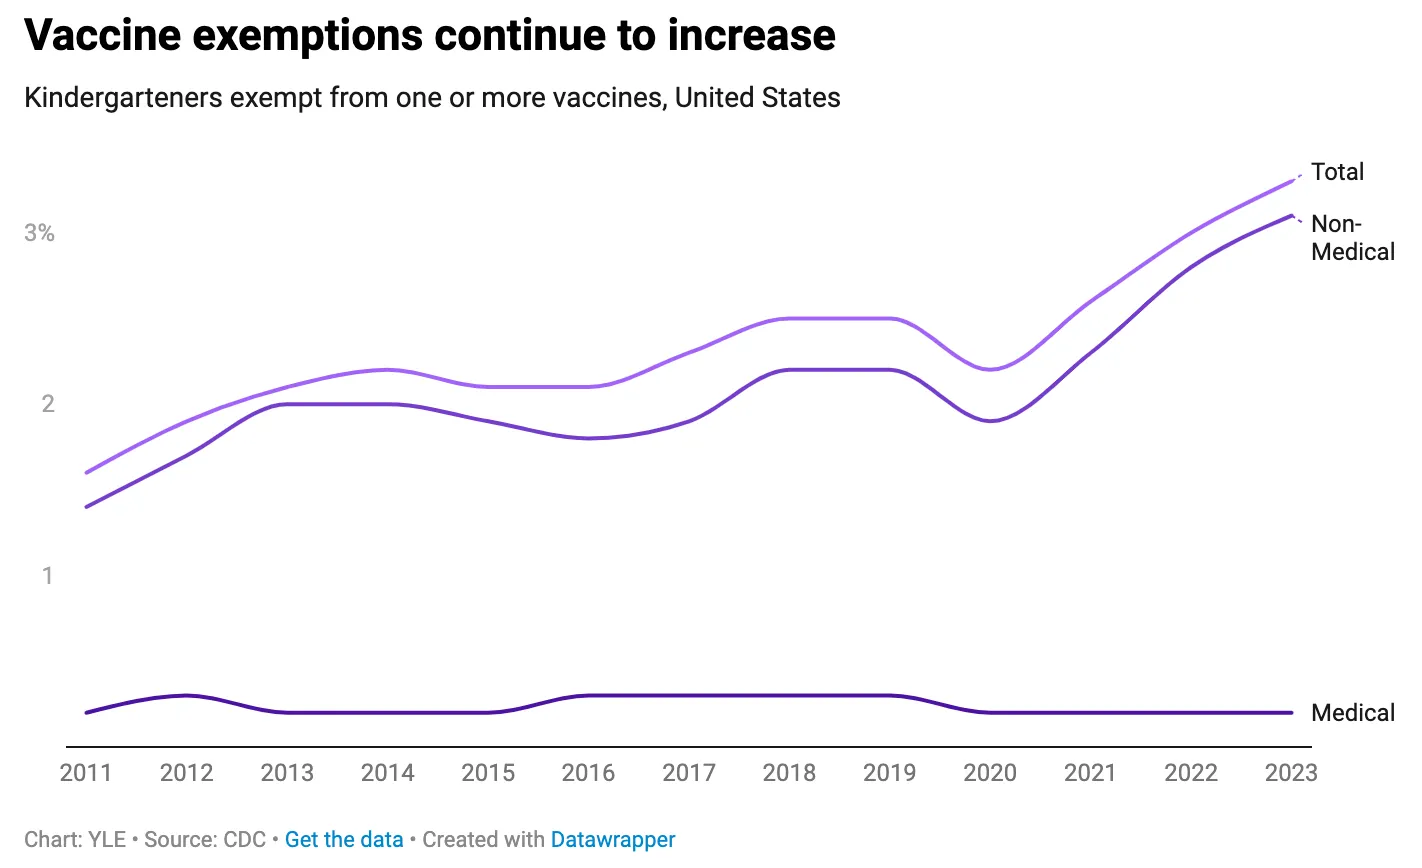 Vaccine exemptions continue to increase
Kindergarteners exempt from one or more vaccines, United States
Total
Non-
Medical
3%
2
1
Medical
2011 2012 2013 2014 2015 2016 2017 2018 2019 2020 2021 2022 2023
Chart: YLE • Source: CDC • Get the data • Created with Datawrapper